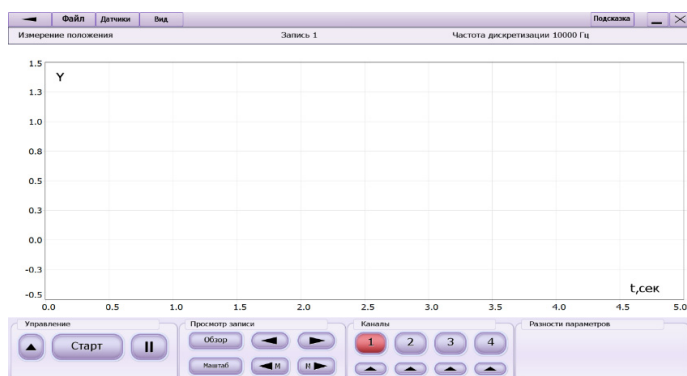 Файл Датчики Вид Подсказка
Измерение положения Запись 1 Частота дискретизации 10000 Гц
1.5
Y
1.3
1.0
0.8
0.5
0.3
0.0
-0.3
t,сек
-0.5
0.0 0.5 1.0 1.5 2.0 2.5 3.0 3.5 4.0 4.5 5.0
Управление Просмотр записи Каналы Разности параметров
Старт Обзор 1 2 3 4
Маштаб М М